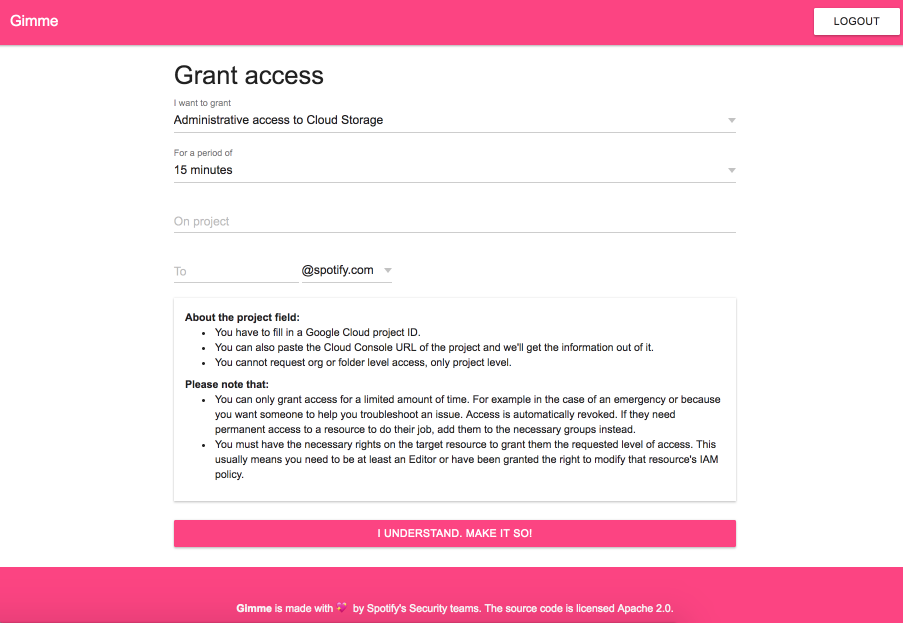 Gimme
LOGOUT
Grant access
I want to grant
Administrative access to Cloud Storage
For a period of
15 minutes
On project
To
@spotify.com
About the project field:
• You have to fill in a Google Cloud project ID.
• You can also paste the Cloud Console URL of the project and we'll get the information out of it.
• You cannot request org or folder level access, only project level.
Please note that:
• You can only grant access for a limited amount of time. For example in the case of an emergency or because
you want someone to help you troubleshoot an issue. Access is automatically revoked. If they need
permanent access to a resource to do their job, add them to the necessary groups instead.
• You must have the necessary rights on the target resource to grant them the requested level of access. This
usually means you need to be at least an Editor or have been granted the right to modify that resource's IAM
policy.
I UNDERSTAND. MAKE IT SO!
Gimme is made with 💖 by Spotify's Security teams. The source code is licensed Apache 2.0.